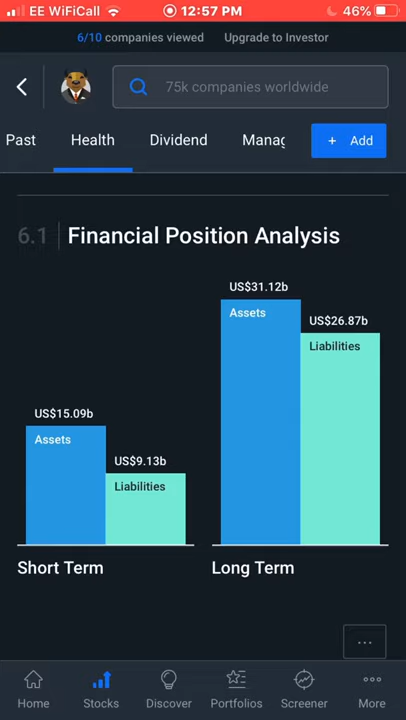 EE WiFiCall 12:57 PM 46%
6/10 companies viewed Upgrade to Investor
75k companies worldwide
Past Health Dividend Manag + Add
6.1 Financial Position Analysis
US$31.12b
Assets
US$26.87b
Liabilities
US$15.09b
Assets
US$9.13b
Liabilities
Short Term Long Term
...
Home Stocks Discover Portfolios Screener More